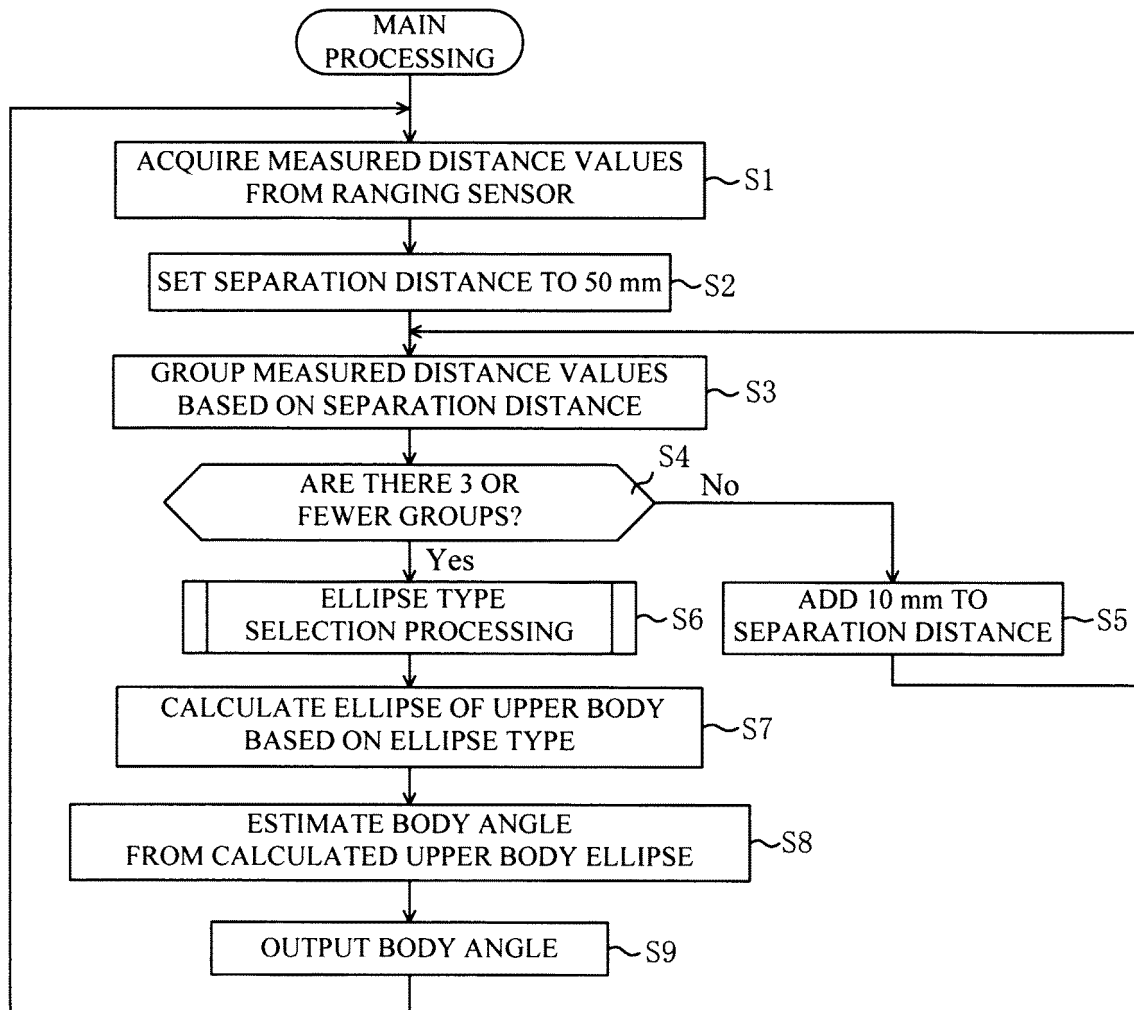 MAIN
PROCESSING
ACQUIRE MEASURED DISTANCE VALUES
FROM RANGING SENSOR
S1
SET SEPARATION DISTANCE TO 50 mm
S2
GROUP MEASURED DISTANCE VALUES
BASED ON SEPARATION DISTANCE
S3
ARE THERE 3 OR
FEWER GROUPS?
S4
No
Yes
ADD 10 mm TO
SEPARATION DISTANCE
S5
ELLIPSE TYPE
SELECTION PROCESSING
S6
CALCULATE ELLIPSE OF UPPER BODY
BASED ON ELLIPSE TYPE
S7
ESTIMATE BODY ANGLE
FROM CALCULATED UPPER BODY ELLIPSE
S8
OUTPUT BODY ANGLE
S9